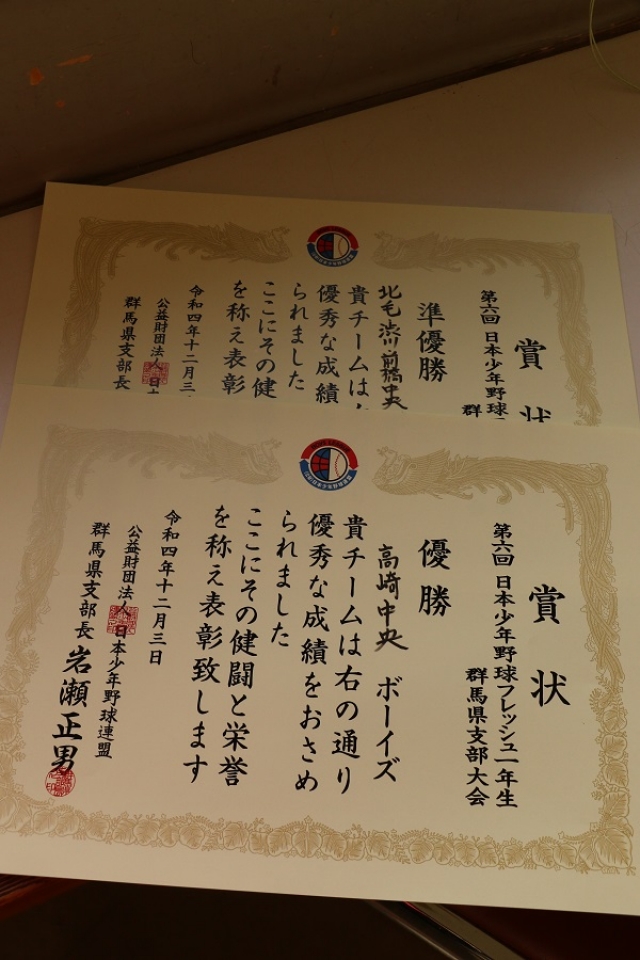 賞状
第六回 日本少年野球
群
準優勝
北毛渋川・前橋中央
貴チームは
優秀な成績
られました
ここにその健
を称え表彰
令和四年十二月三
公益財団法人 日
群馬県支部長
賞状
第六回 日本少年野球フレッシュ一年生
群馬県支部大会
優勝
高崎中央 ボーイズ
貴チームは右の通り
優秀な成績をおさめ
られました
ここにその健闘と栄誉
を称え表彰致します
令和四年十二月三日
公益財団法人 日本少年野球連盟
群馬県支部長 岩瀬正男